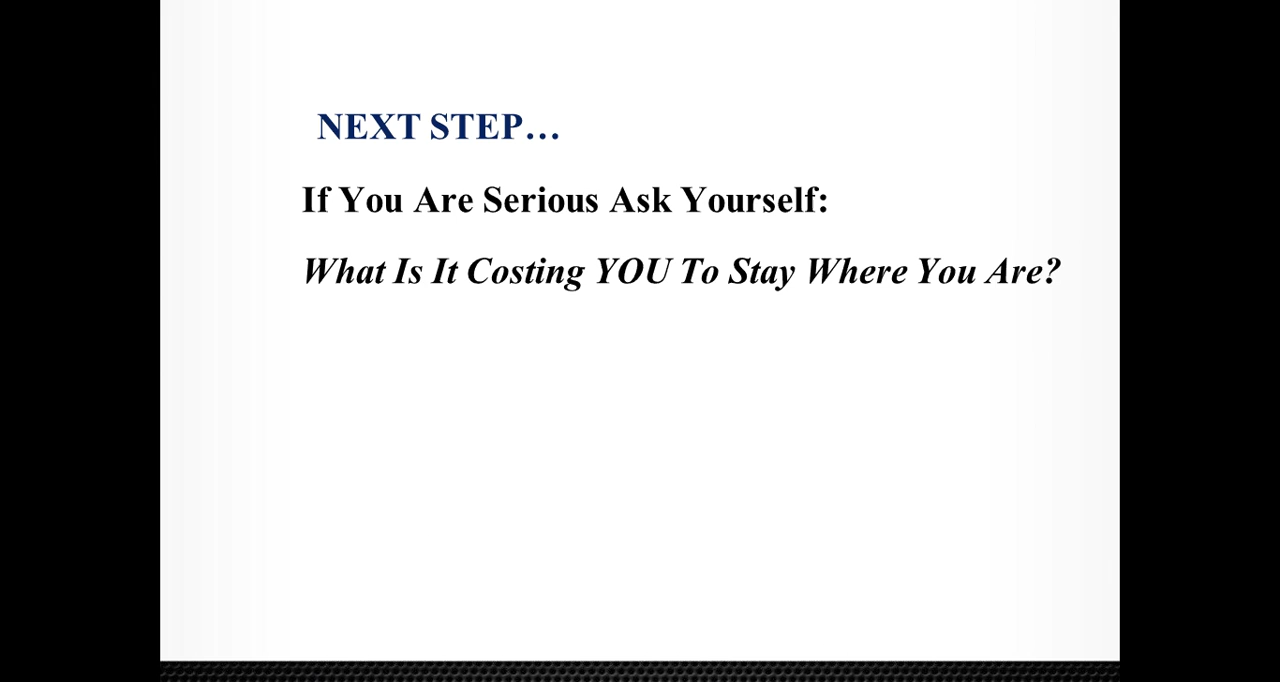 NEXT STEP…
If You Are Serious Ask Yourself:
What Is It Costing YOU To Stay Where You Are?